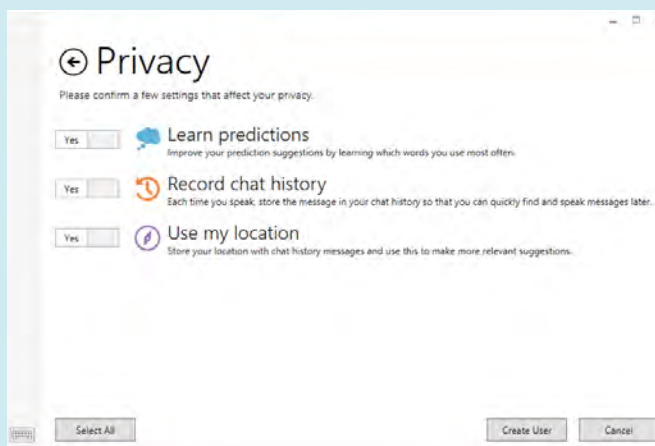 Privacy
Please confirm a few settings that affect your privacy.
Yes
Learn predictions
Improve your prediction suggestions by learning which words you use most often.
Yes
Record chat history
Each time you speak, store the message in your chat history so that you can quickly find and speak messages later.
Yes
Use my location
Store your location with chat history messages and use this to make more relevant suggestions.
Select All
Create User
Cancel